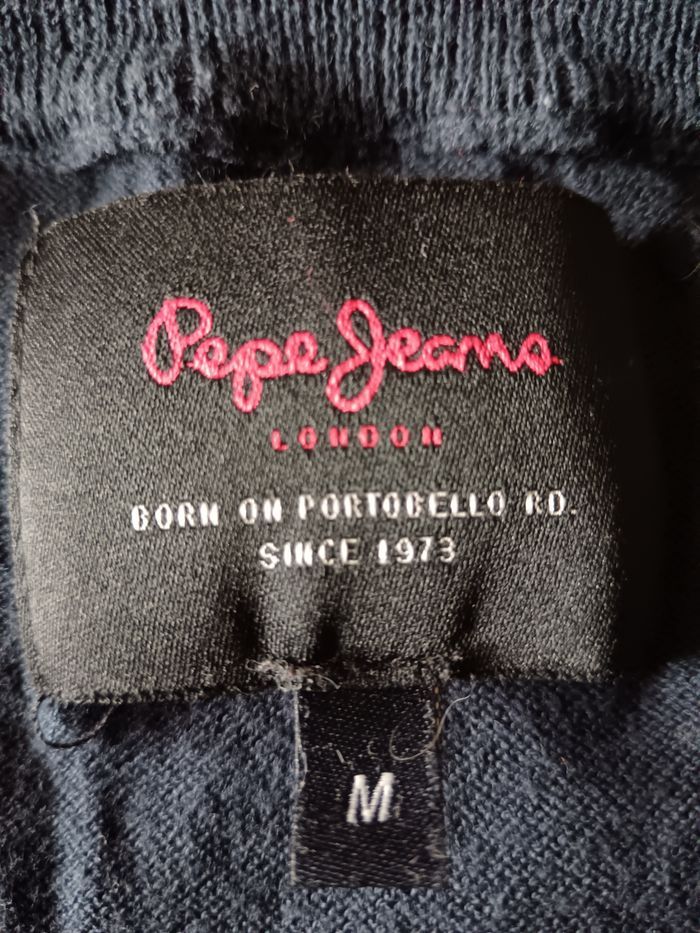 Pepe Jeans
LONDON
BORN ON PORTOBELLO RD.
SINCE 1973
M